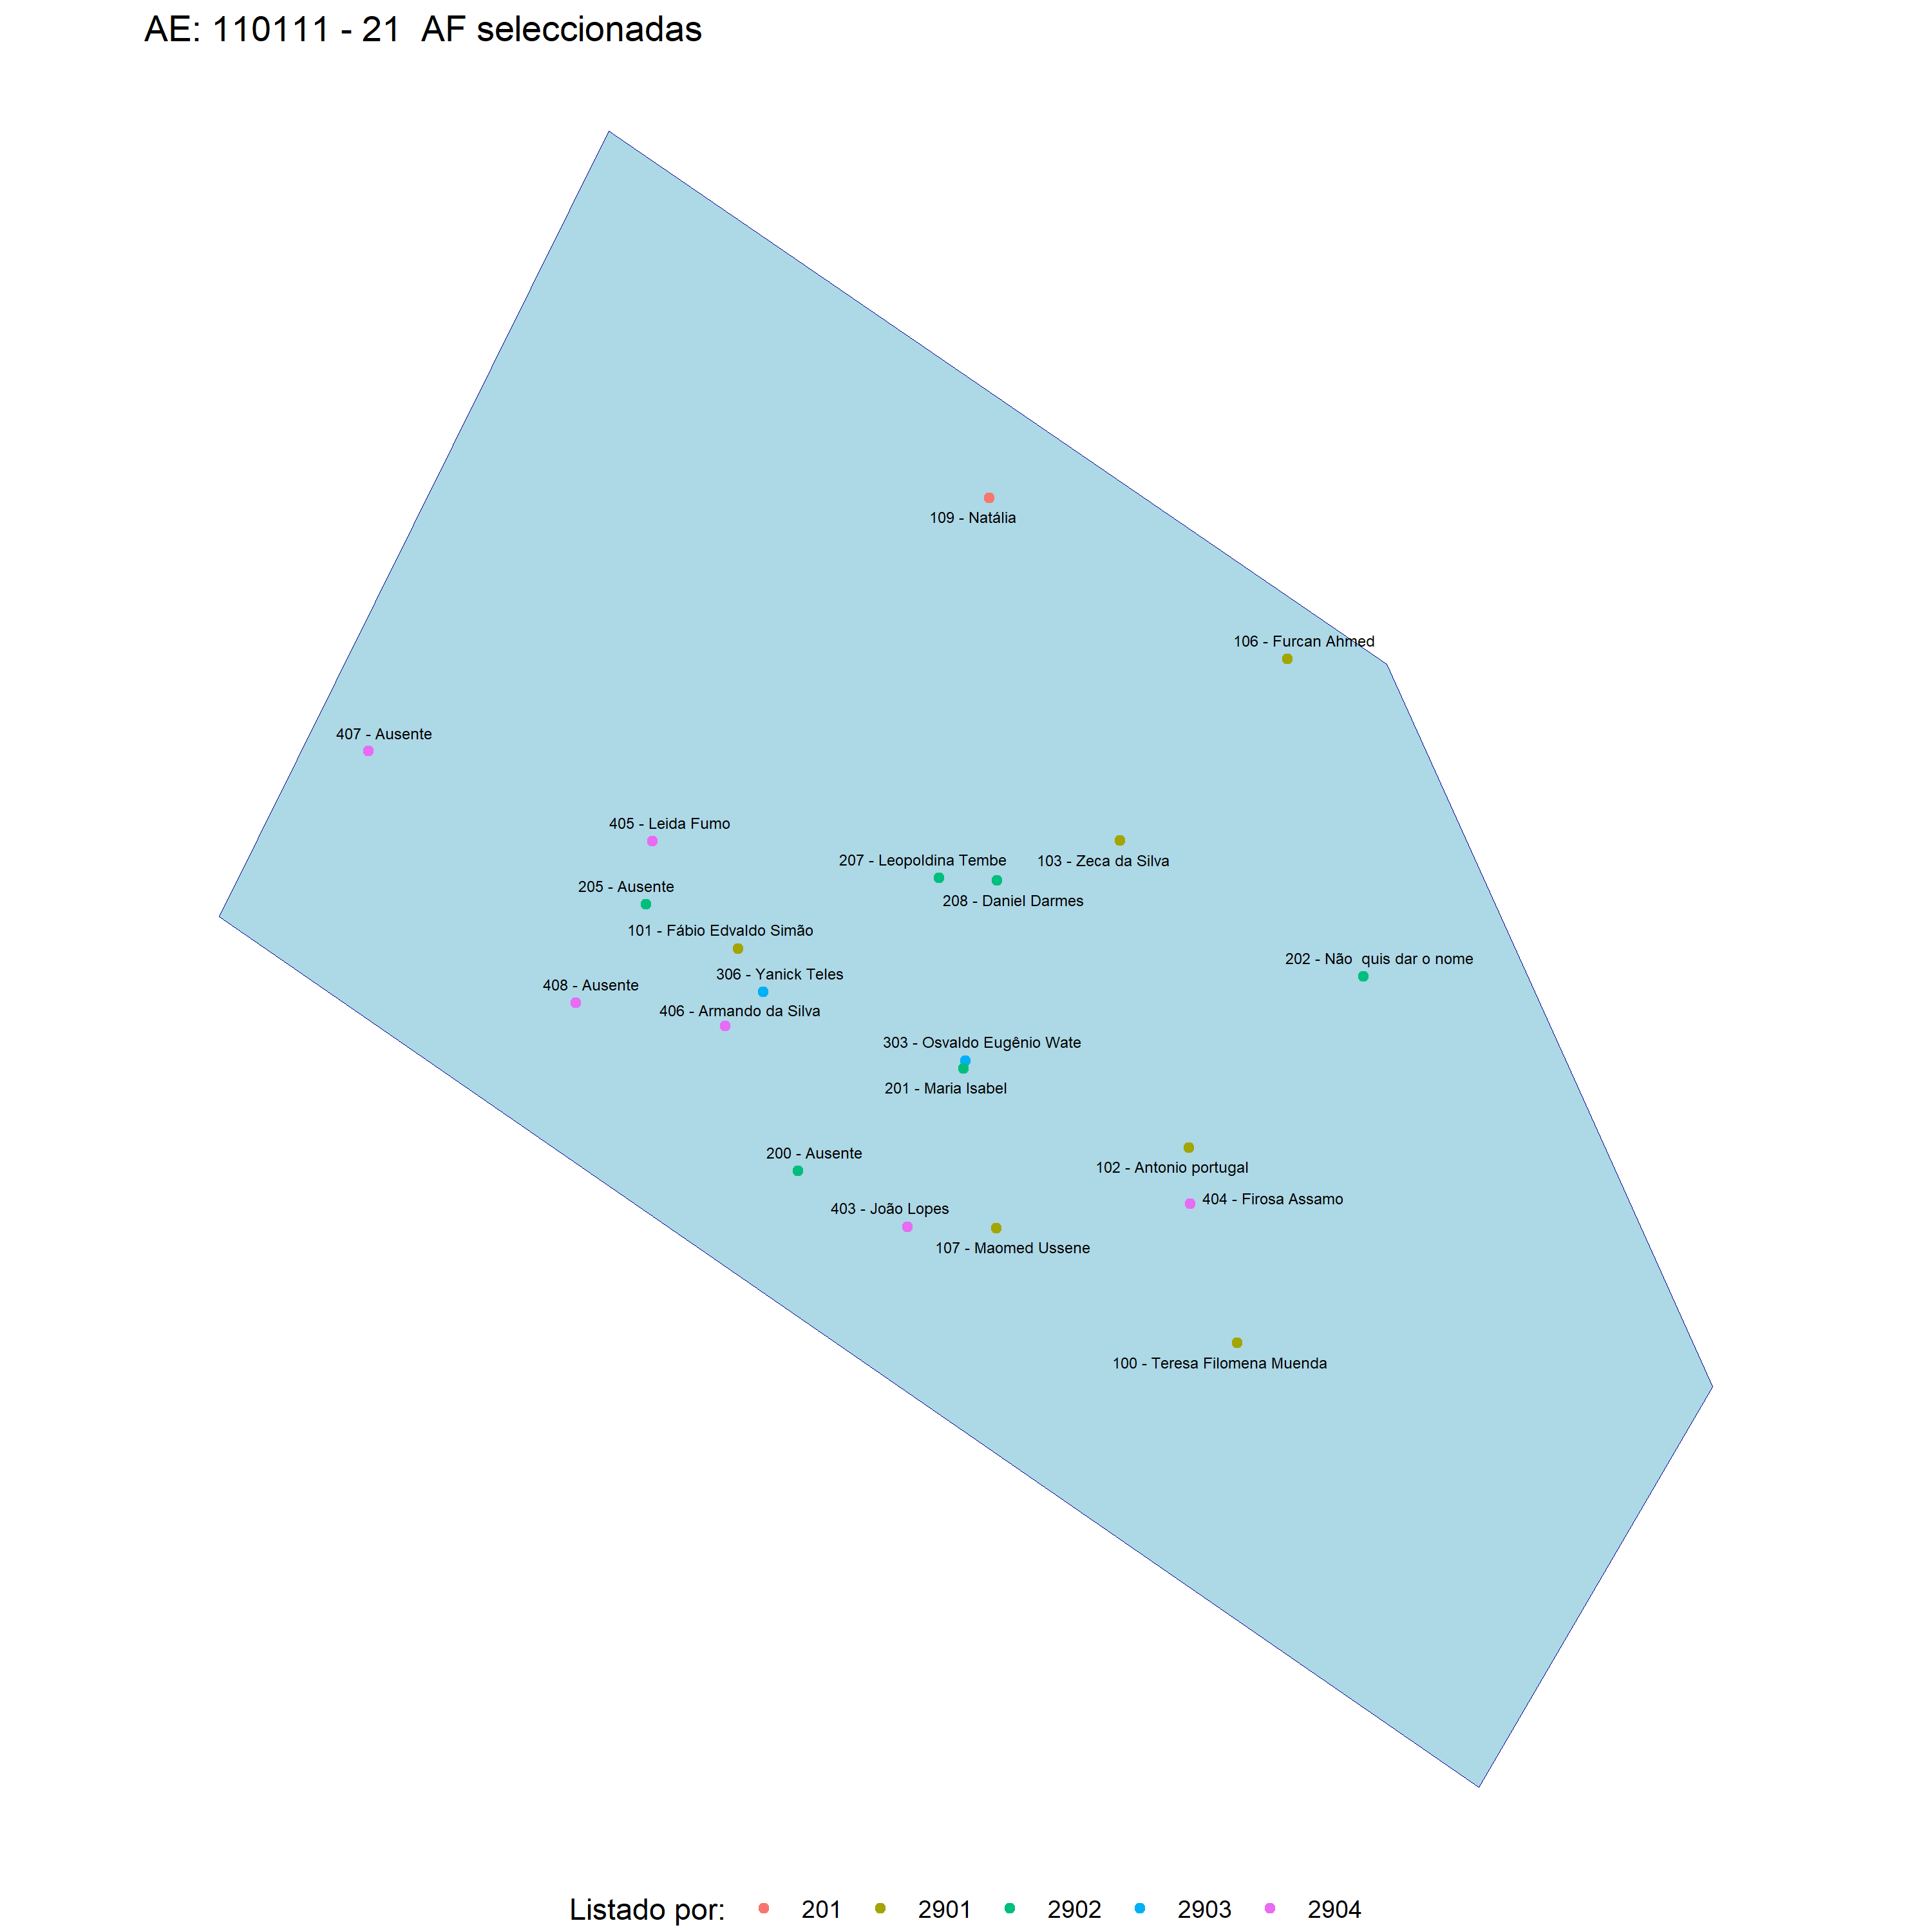 AE: 110111 - 21  AF seleccionadas
109 - Natália
106 - Furcan Ahmed
407 - Ausente
405 - Leida Fumo
207 - Leopoldina Tembe
103 - Zeca da Silva
205 - Ausente
208 - Daniel Darmes
101 - Fábio Edvaldo Simão
202 - Não  quis dar o nome
306 - Yanick Teles
408 - Ausente
406 - Armando da Silva
303 - Osvaldo Eugênio Wate
201 - Maria Isabel
200 - Ausente
102 - Antonio portugal
404 - Firosa Assamo
403 - João Lopes
107 - Maomed Ussene
100 - Teresa Filomena Muenda
Listado por: 201 2901 2902 2903 2904